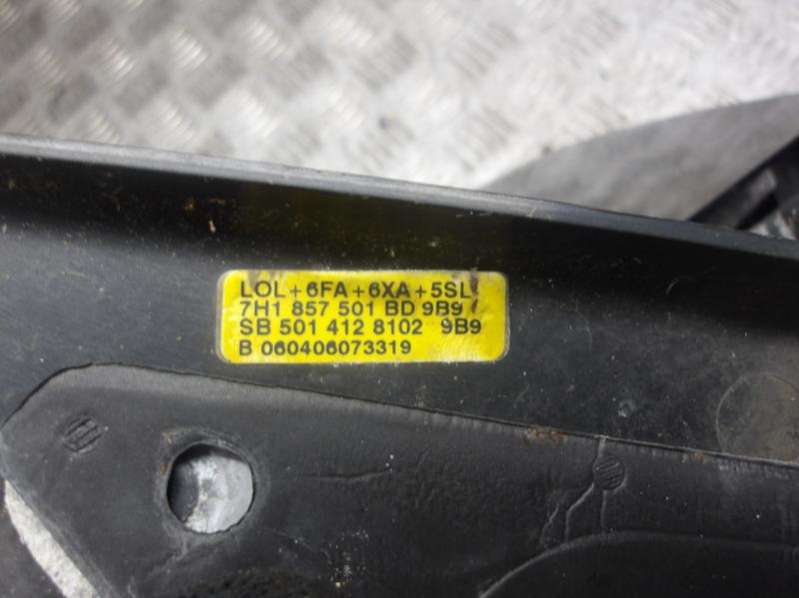 LOL+6FA+6XA+5SL
7H1 857 501 BD 9B9
SB 501 412 8102 9B9
B 060406073319